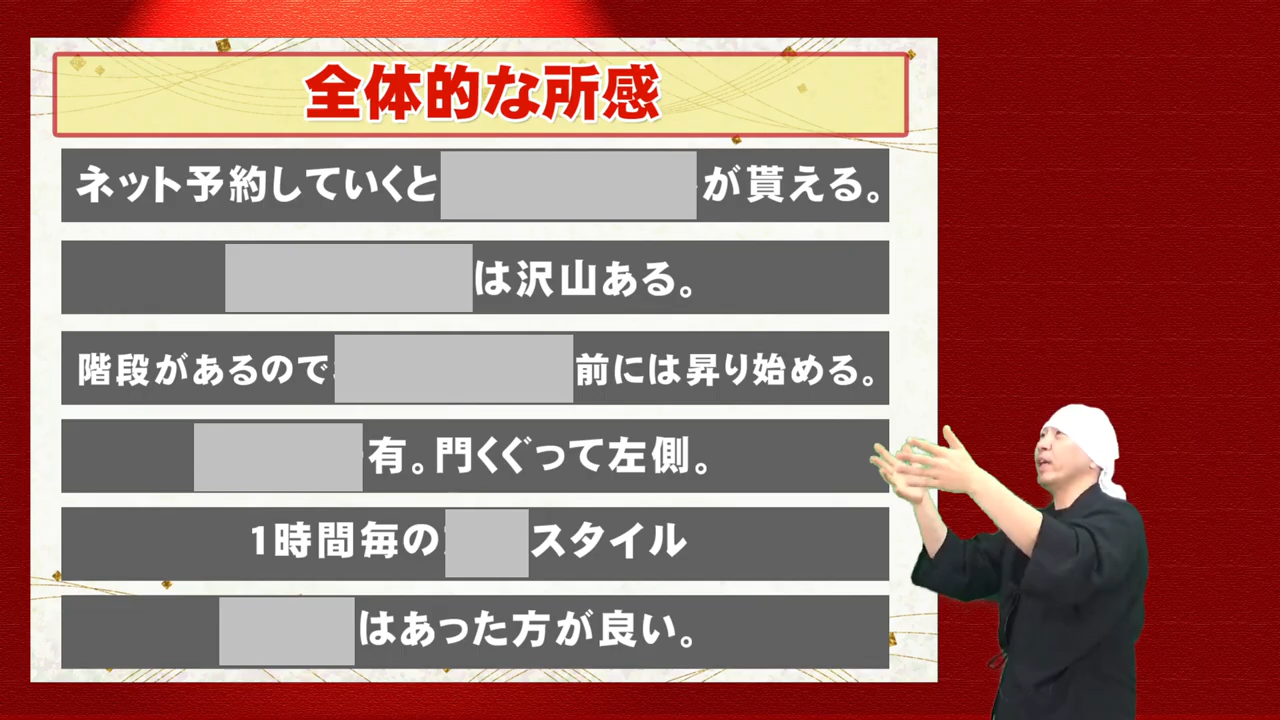 全体的な所感
ネット予約していくと が貰える。
は沢山ある。
階段があるので 前には昇り始める。
有。門くぐって左側。
1時間毎の スタイル
はあった方が良い。